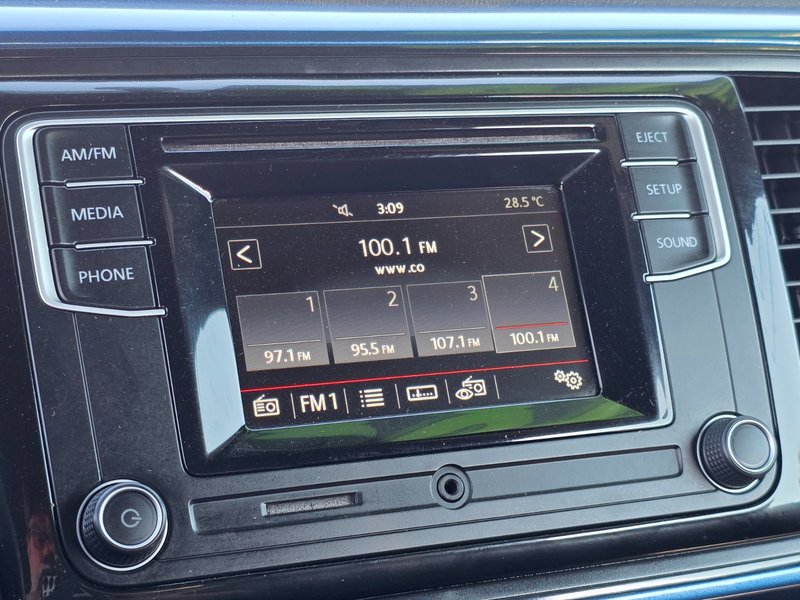 AM/FM
MEDIA
PHONE
EJECT
SETUP
SOUND
3:09
28.5°C
<
100.1 FM
>
www.co
1
2
3
4
97.1 FM
95.5 FM
107.1 FM
100.1 FM
FM1